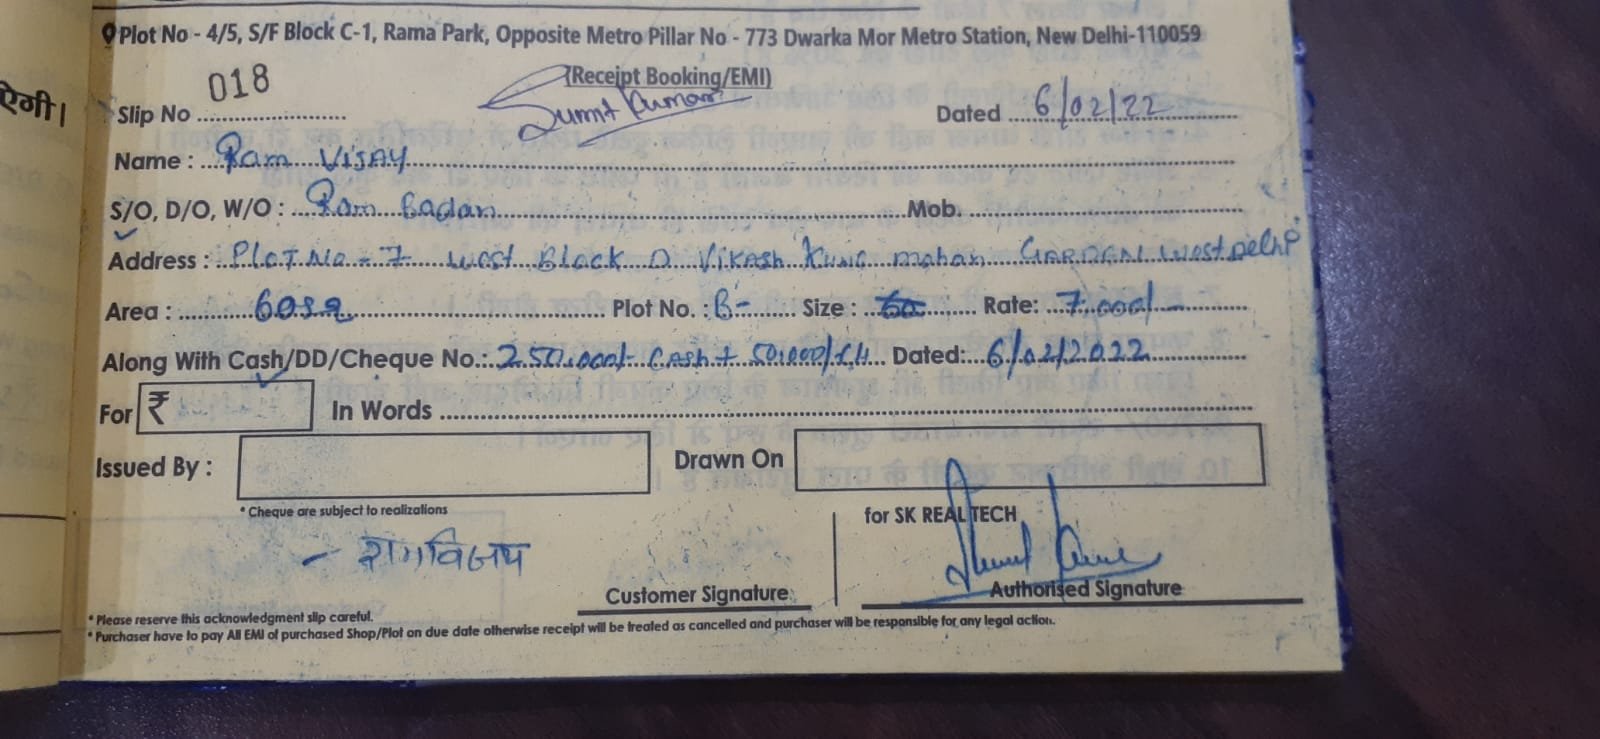 Plot No - 4/5, S/F Block C-1, Rama Park, Opposite Metro Pillar No - 773 Dwarka Mor Metro Station, New Delhi-110059
ऐगी।
(Receipt Booking/EMI)
Slip No 018 Sumit Kumar Dated 6/02/22
Name : Ram VIJAY
S/O, D/O, W/O : Ram Badan Mob.
Address : PLOT No - 7 West Block D Vikash Kunj mohan GARDEN West Delhi
Area : 60 Plot No. : B- Size : Rate: 7,000/-
Along With Cash/DD/Cheque No.: 250,000/- Cash + 50,000/ Dated: 6/02/2022
For ₹ In Words
Issued By : Drawn On
* Cheque are subject to realizations
for SK REAL TECH
- रामविजय
Customer Signature Authorised Signature
* Please reserve this acknowledgment slip careful.
* Purchaser have to pay All EMI of purchased Shop/Plot on due date otherwise receipt will be treated as cancelled and purchaser will be responsible for any legal action.